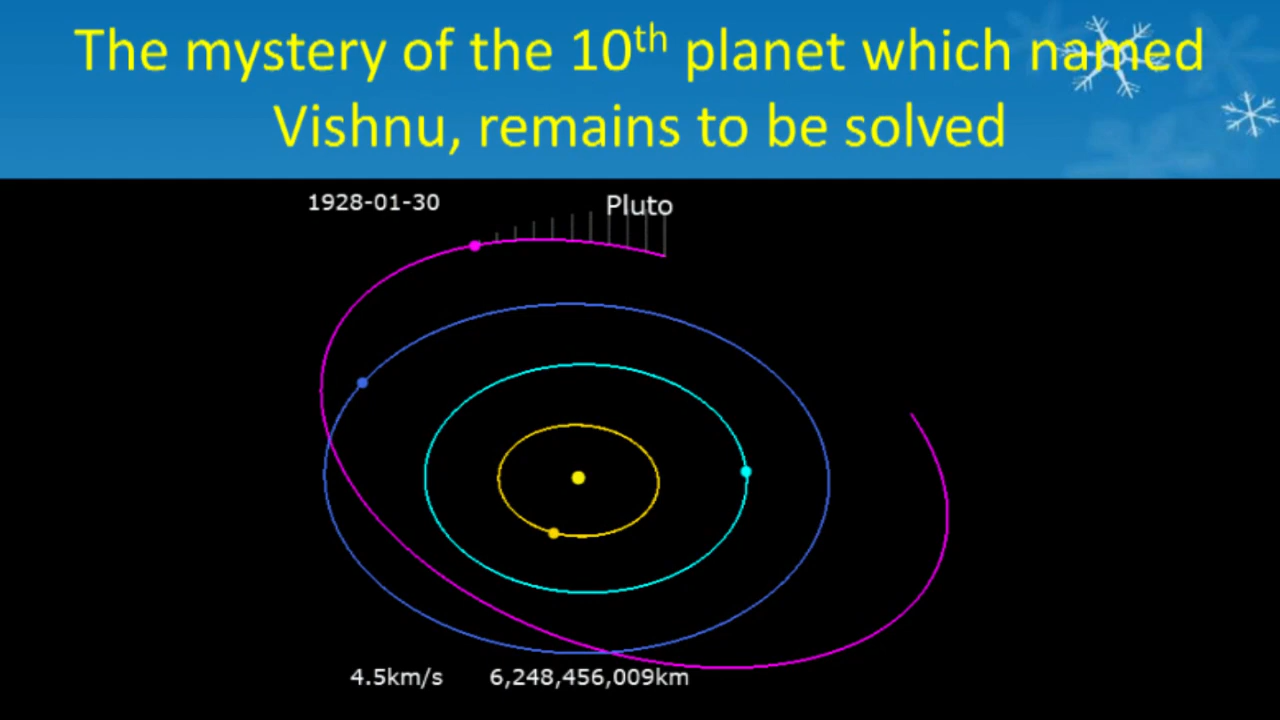 The mystery of the 10th planet which named
Vishnu, remains to be solved
1928-01-30
Pluto
4.5km/s
6,248,456,009km